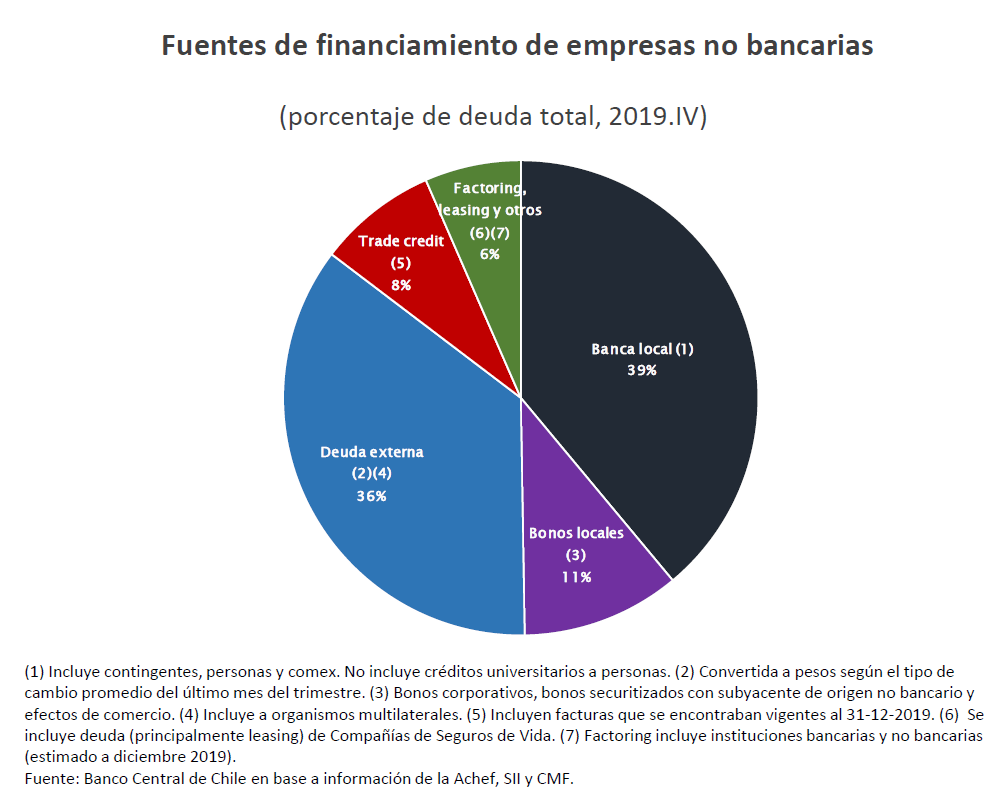 Fuentes de financiamiento de empresas no bancarias
(porcentaje de deuda total, 2019.IV)
Factoring,
leasing y otros
(6)(7)
6%
Trade credit
(5)
8%
Banca local (1)
39%
Deuda externa
(2)(4)
36%
Bonos locales
(3)
11%
(1) Incluye contingentes, personas y comex. No incluye créditos universitarios a personas. (2) Convertida a pesos según el tipo de
cambio promedio del último mes del trimestre. (3) Bonos corporativos, bonos securitizados con subyacente de origen no bancario y
efectos de comercio. (4) Incluye a organismos multilaterales. (5) Incluyen facturas que se encontraban vigentes al 31-12-2019. (6) Se
incluye deuda (principalmente leasing) de Compañías de Seguros de Vida. (7) Factoring incluye instituciones bancarias y no bancarias
(estimado a diciembre 2019).
Fuente: Banco Central de Chile en base a información de la Achef, SII y CMF.